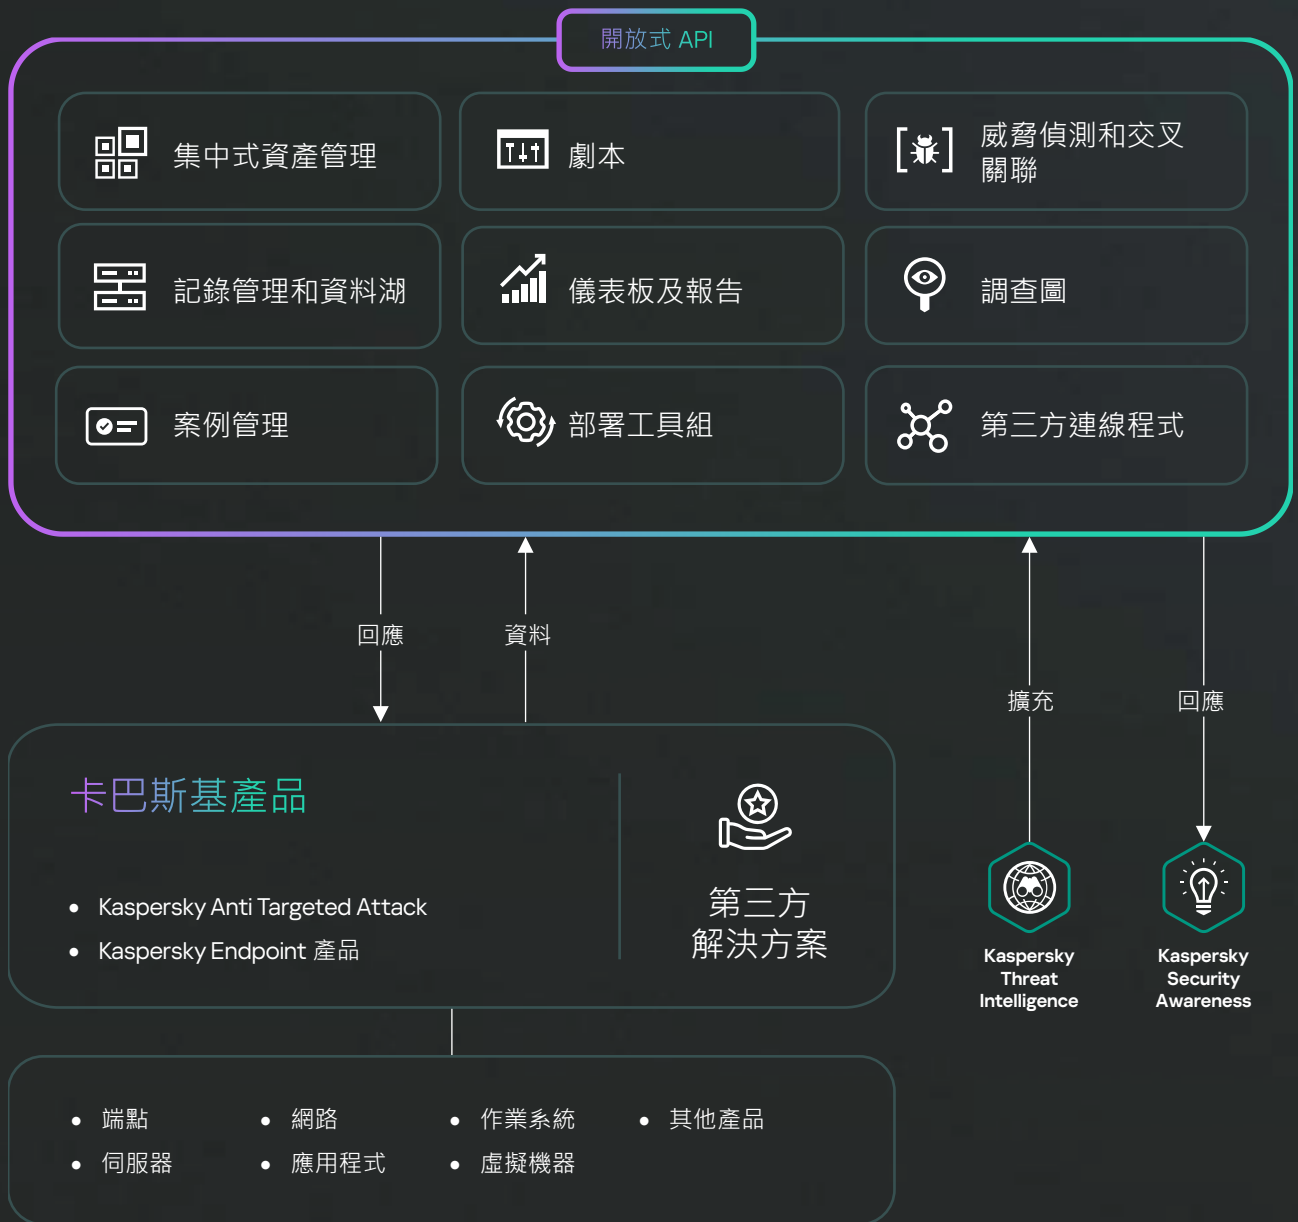 開放式 API
集中式資產管理
劇本
威脅偵測和交叉
關聯
記錄管理和資料湖
儀表板及報告
調查圖
案例管理
部署工具組
第三方連線程式
回應
資料
擴充
回應
卡巴斯基產品
• Kaspersky Anti Targeted Attack
• Kaspersky Endpoint 產品
第三方
解決方案
Kaspersky
Threat
Intelligence
Kaspersky
Security
Awareness
• 端點
• 網路
• 作業系統
• 其他產品
• 伺服器
• 應用程式
• 虛擬機器